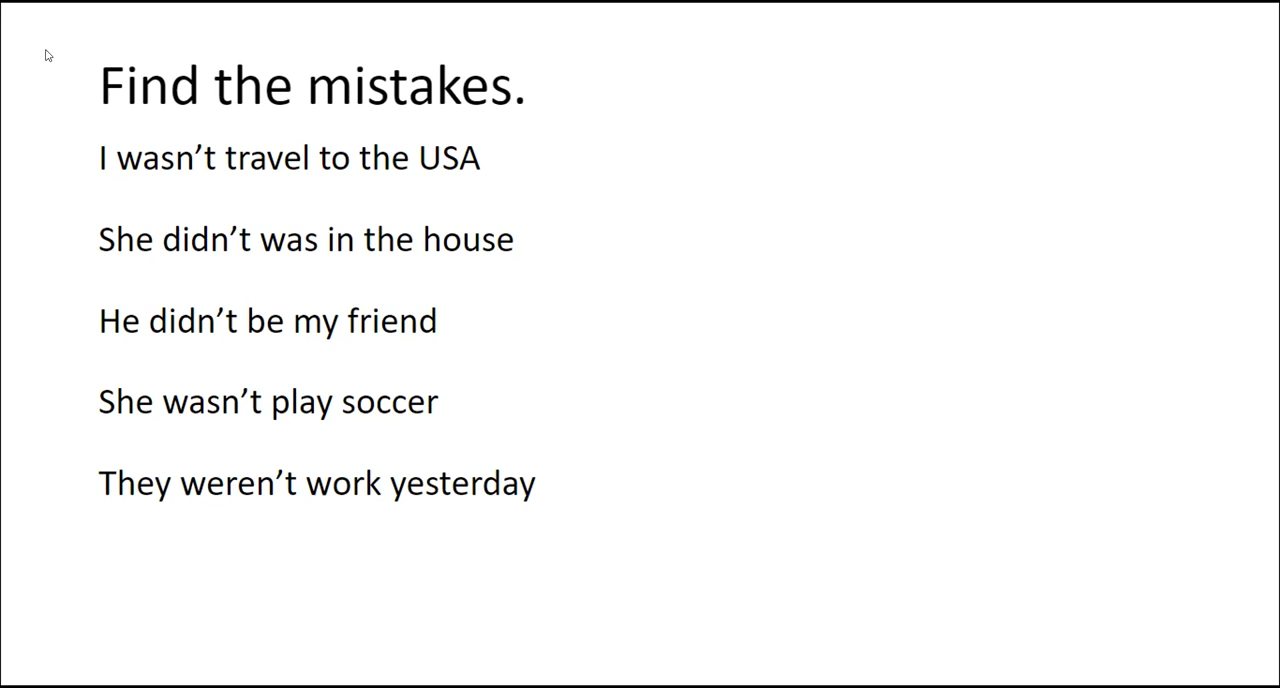 Find the mistakes.
I wasn’t travel to the USA
She didn’t was in the house
He didn’t be my friend
She wasn’t play soccer
They weren’t work yesterday